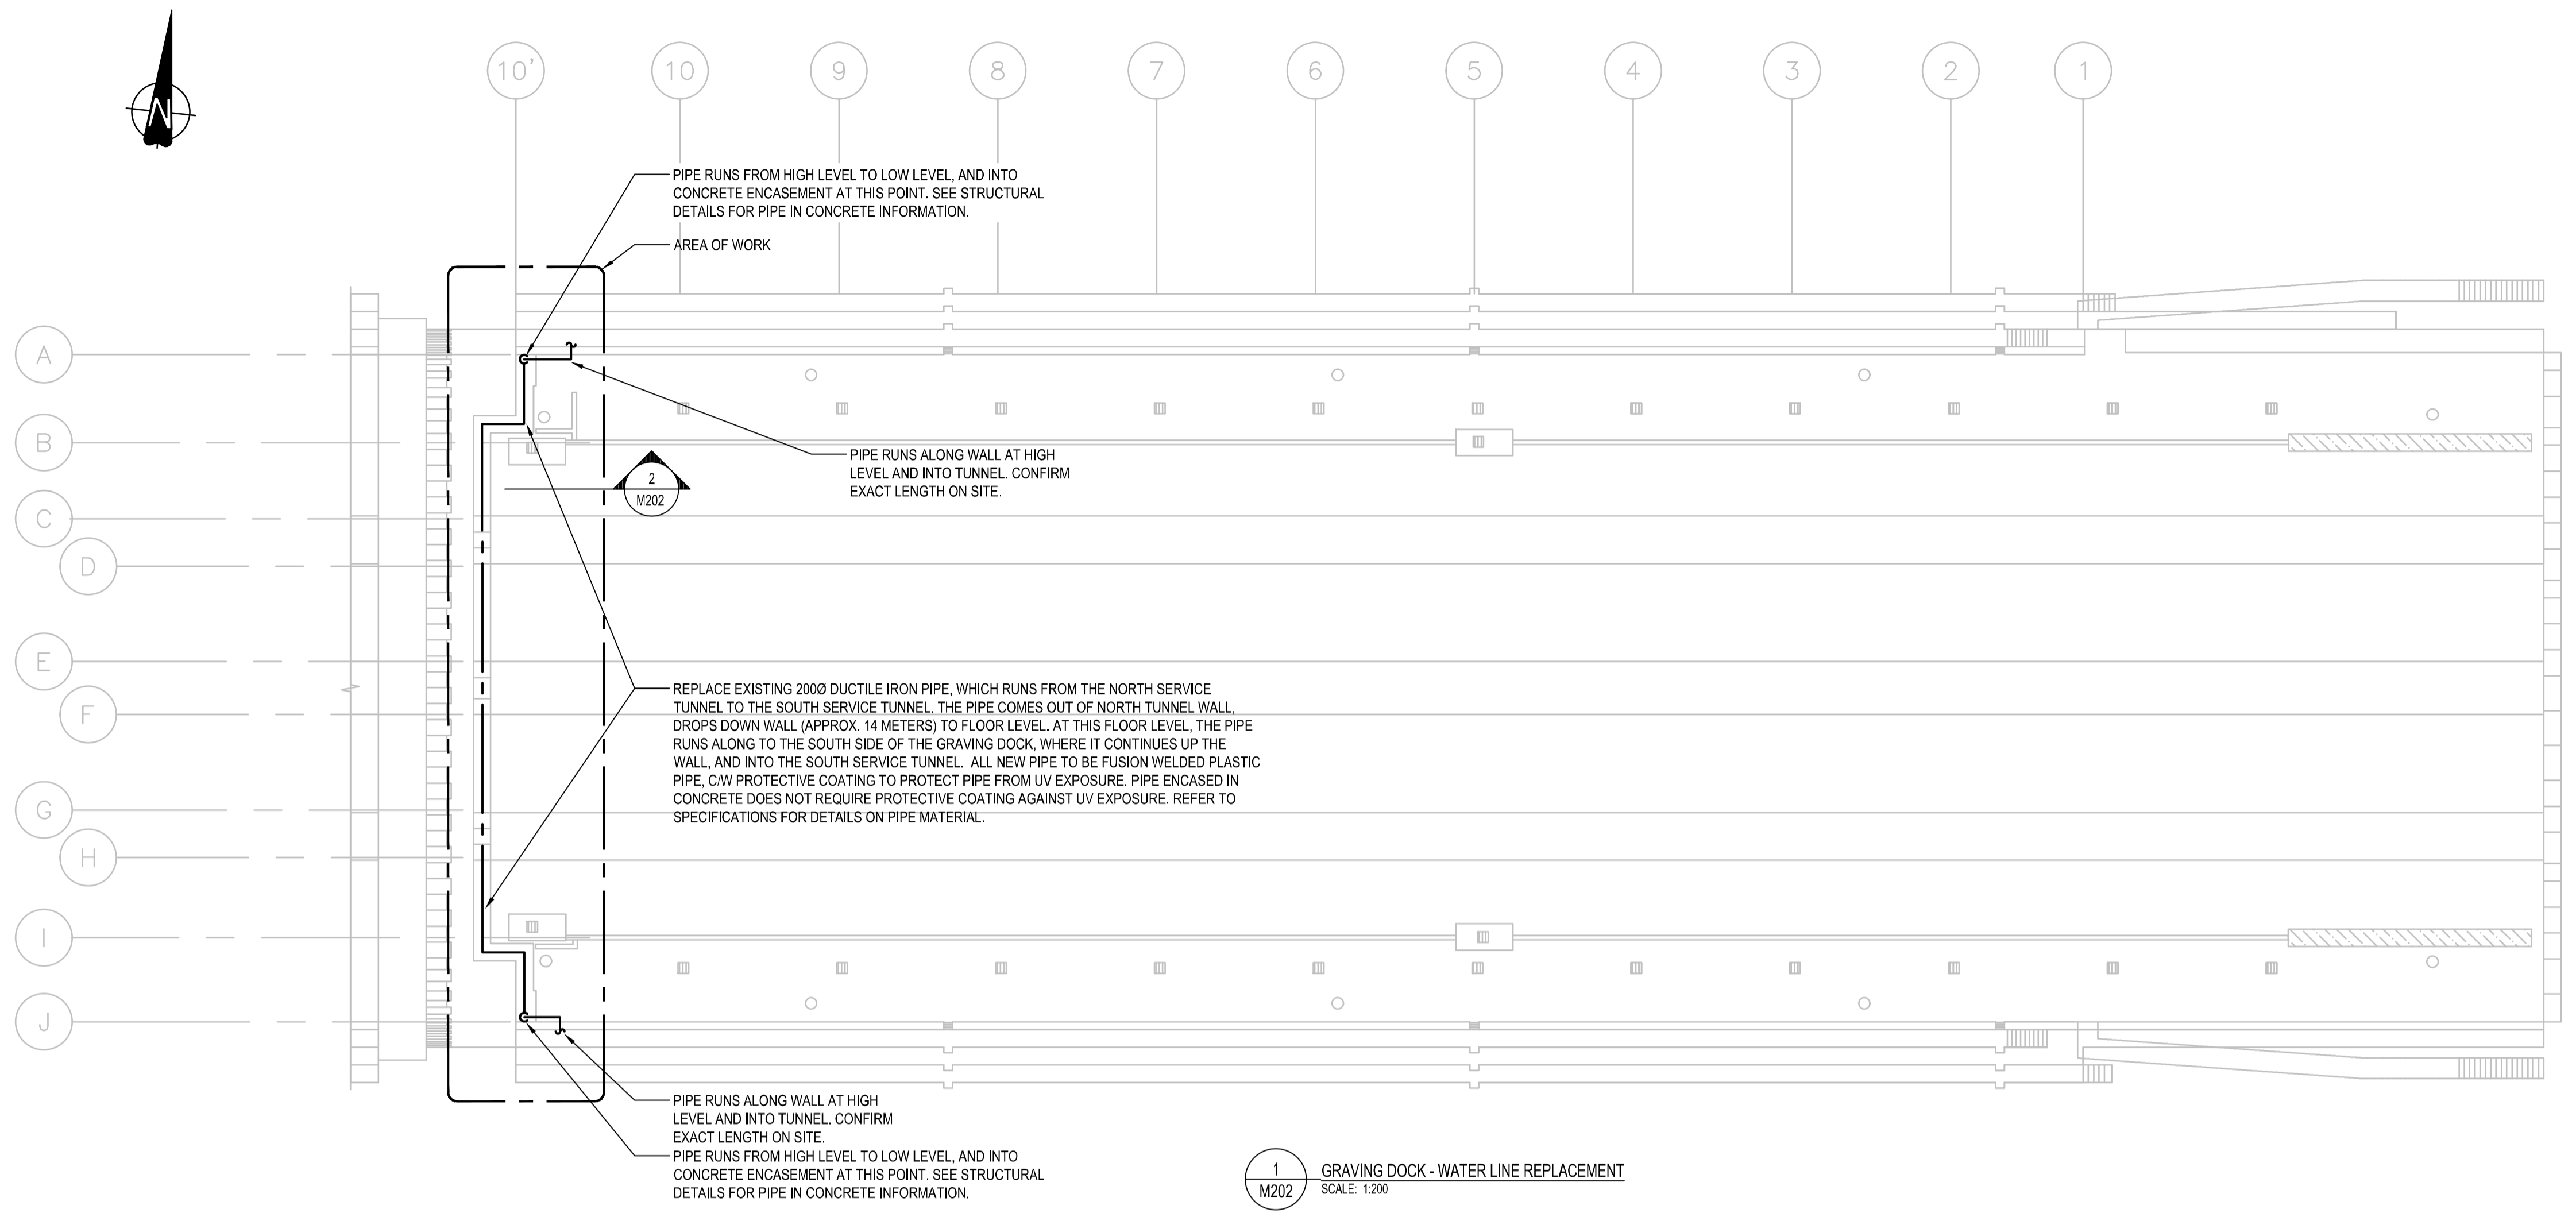 N
10'
10
9
8
7
6
5
4
3
2
1
PIPE RUNS FROM HIGH LEVEL TO LOW LEVEL, AND INTO
CONCRETE ENCASEMENT AT THIS POINT. SEE STRUCTURAL
DETAILS FOR PIPE IN CONCRETE INFORMATION.
AREA OF WORK
A
B
C
D
E
F
G
H
I
J
PIPE RUNS ALONG WALL AT HIGH
LEVEL AND INTO TUNNEL. CONFIRM
EXACT LENGTH ON SITE.
2
M202
REPLACE EXISTING 200Ø DUCTILE IRON PIPE, WHICH RUNS FROM THE NORTH SERVICE
TUNNEL TO THE SOUTH SERVICE TUNNEL. THE PIPE COMES OUT OF NORTH TUNNEL WALL,
DROPS DOWN WALL (APPROX. 14 METERS) TO FLOOR LEVEL. AT THIS FLOOR LEVEL, THE PIPE
RUNS ALONG TO THE SOUTH SIDE OF THE GRAVING DOCK, WHERE IT CONTINUES UP THE
WALL, AND INTO THE SOUTH SERVICE TUNNEL. ALL NEW PIPE TO BE FUSION WELDED PLASTIC
PIPE, C/W PROTECTIVE COATING TO PROTECT PIPE FROM UV EXPOSURE. PIPE ENCASED IN
CONCRETE DOES NOT REQUIRE PROTECTIVE COATING AGAINST UV EXPOSURE. REFER TO
SPECIFICATIONS FOR DETAILS ON PIPE MATERIAL.
PIPE RUNS ALONG WALL AT HIGH
LEVEL AND INTO TUNNEL. CONFIRM
EXACT LENGTH ON SITE.
PIPE RUNS FROM HIGH LEVEL TO LOW LEVEL, AND INTO
CONCRETE ENCASEMENT AT THIS POINT. SEE STRUCTURAL
DETAILS FOR PIPE IN CONCRETE INFORMATION.
1
M202
GRAVING DOCK - WATER LINE REPLACEMENT
SCALE: 1:200